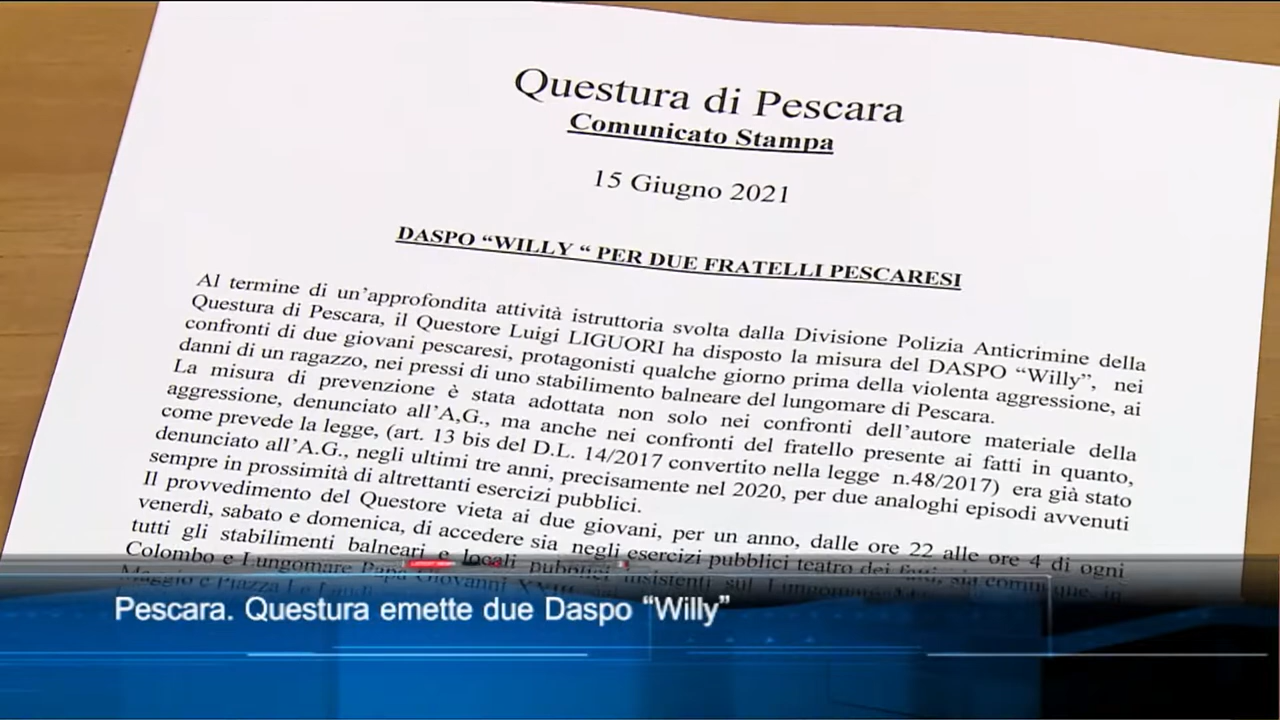 Questura di Pescara
Comunicato Stampa
15 Giugno 2021
DASPO “WILLY “ PER DUE FRATELLI PESCARESI
Al termine di un’approfondita attività istruttoria svolta dalla Divisione Polizia Anticrimine della
Questura di Pescara, il Questore Luigi LIGUORI ha disposto la misura del DASPO “Willy”, nei
confronti di due giovani pescaresi, protagonisti qualche giorno prima della violenta aggressione, ai
danni di un ragazzo, nei pressi di uno stabilimento balneare del lungomare di Pescara.
La misura di prevenzione è stata adottata non solo nei confronti dell’autore materiale della
aggressione, denunciato all’A,G., ma anche nei confronti del fratello presente ai fatti in quanto,
come prevede la legge, (art. 13 bis del D.L. 14/2017 convertito nella legge n.48/2017) era già stato
denunciato all’A.G., negli ultimi tre anni, precisamente nel 2020, per due analoghi episodi avvenuti
sempre in prossimità di altrettanti esercizi pubblici.
Il provvedimento del Questore vieta ai due giovani, per un anno, dalle ore 22 alle ore 4 di ogni
venerdì, sabato e domenica, di accedere sia negli esercizi pubblici teatro dei fatti, sia comunque, in
tutti gli stabilimenti balneari e locali pubblici insistenti sul Lungomare
Colombo e Lungomare Papa Giovanni XXIII
Maggio e Piazza Le Laudi
Pescara. Questura emette due Daspo “Willy”